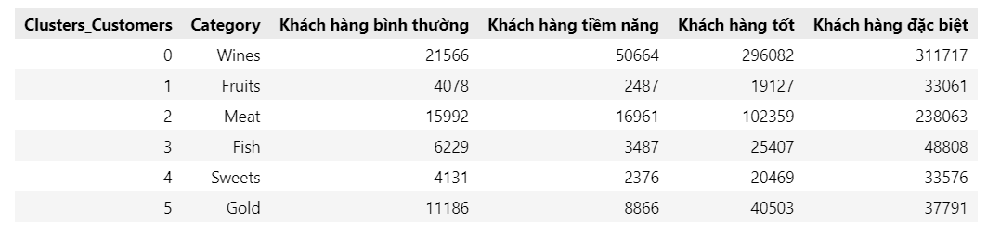 Clusters_Customers Category Khách hàng bình thường Khách hàng tiềm năng Khách hàng tốt Khách hàng đặc biệt
0 Wines 21566 50664 296082 311717
1 Fruits 4078 2487 19127 33061
2 Meat 15992 16961 102359 238063
3 Fish 6229 3487 25407 48808
4 Sweets 4131 2376 20469 33576
5 Gold 11186 8866 40503 37791